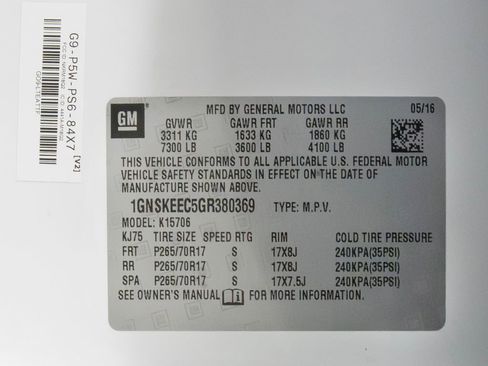 G9-P5W-PS6-84X7 [V2]
GM
MFD BY GENERAL MOTORS LLC 05/16
GVWR GAWR FRT GAWR RR
3311 KG 1633 KG 1860 KG
7300 LB 3600 LB 4100 LB
THIS VEHICLE CONFORMS TO ALL APPLICABLE U.S. FEDERAL MOTOR
VEHICLE SAFETY STANDARDS IN EFFECT ON THE DATE OF
MANUFACTURE SHOWN ABOVE.
1GNSKEEC5GR380369 TYPE: M.P.V.
MODEL: K15706
KJ75 TIRE SIZE SPEED RTG RIM COLD TIRE PRESSURE
FRT P265/70R17 S 17X8J 240KPA(35PSI)
RR P265/70R17 S 17X8J 240KPA(35PSI)
SPA P265/70R17 S 17X7.5J 240KPA(35PSI)
SEE OWNER'S MANUAL FOR MORE INFORMATION.